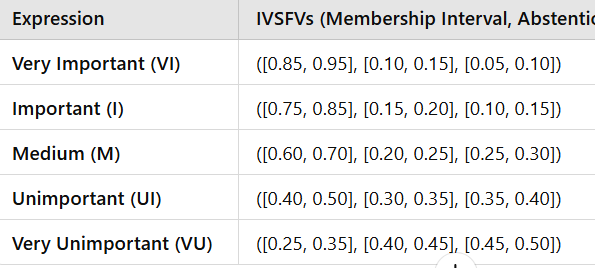 Expression IVSFVs (Membership Interval,
Very Important (VI) ([0.85, 0.95], [0.10, 0.15], [0.05, 0.10])
Important (I) ([0.75, 0.85], [0.15, 0.20], [0.10, 0.15])
Medium (M) ([0.60, 0.70], [0.20, 0.25], [0.25, 0.30])
Unimportant (UI) ([0.40, 0.50], [0.30, 0.35], [0.35, 0.40])
Very Unimportant (VU) ([0.25, 0.35], [0.40, 0.45], [0.45, 0.50])